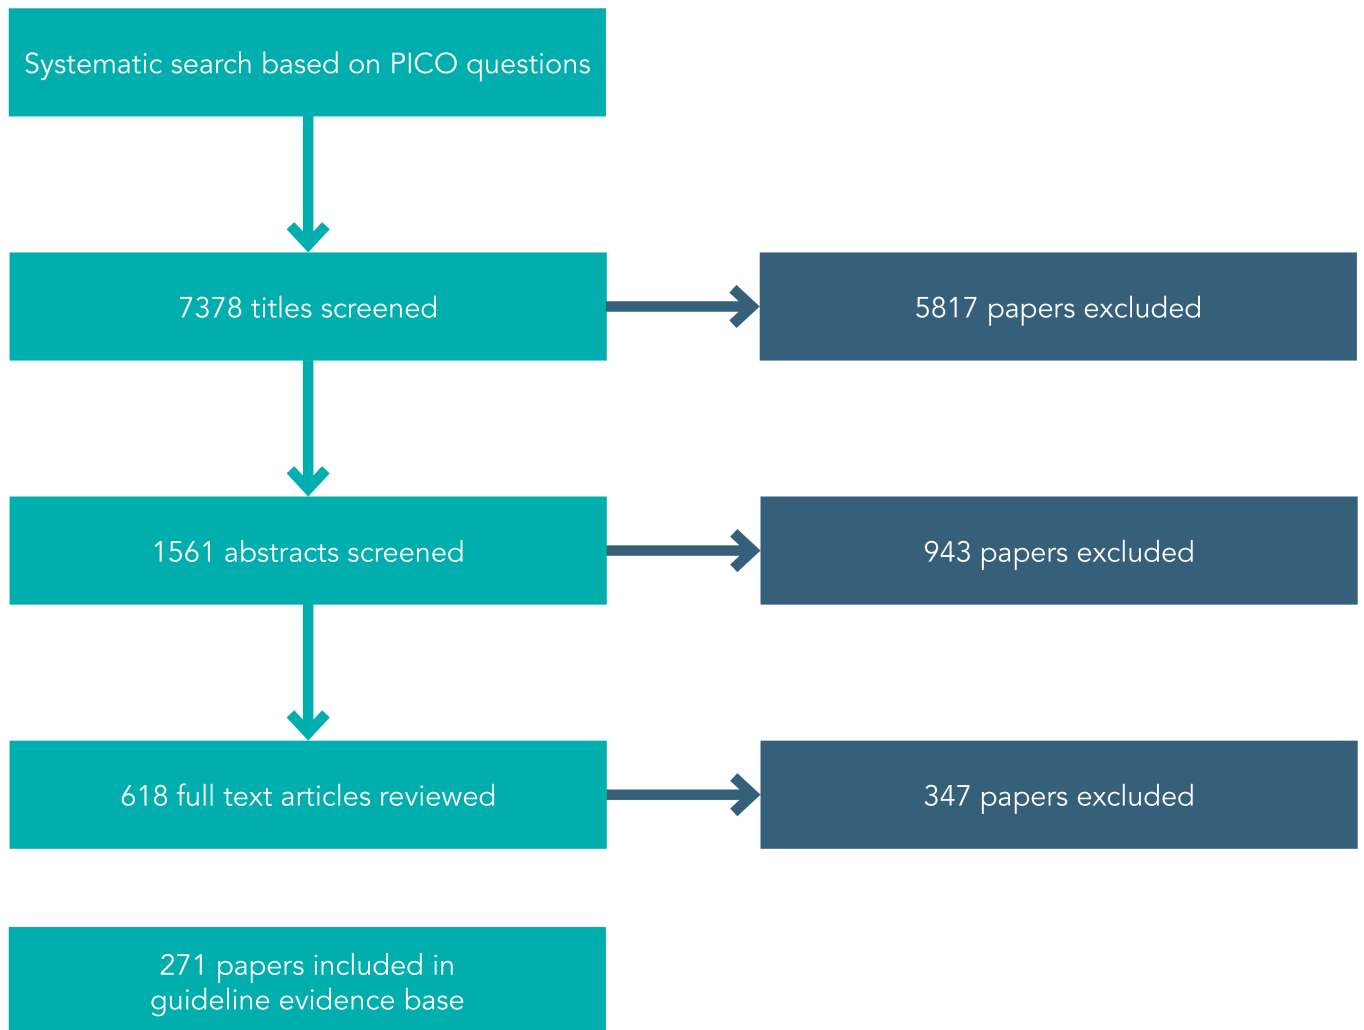 Systematic search based on PICO questions
7378 titles screened
5817 papers excluded
1561 abstracts screened
943 papers excluded
618 full text articles reviewed
347 papers excluded
271 papers included in
guideline evidence base